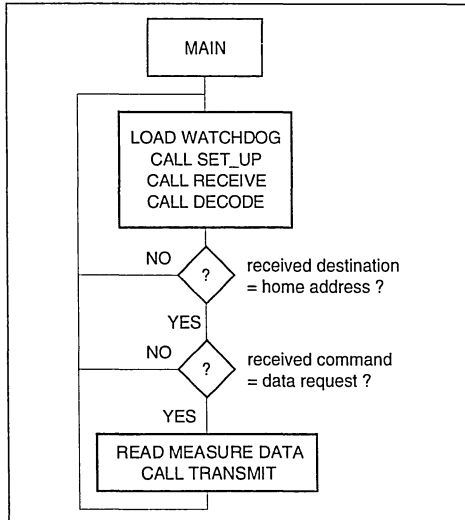 MAIN
LOAD WATCHDOG
CALL SET_UP
CALL RECEIVE
CALL DECODE
NO
?
received destination
= home address ?
YES
NO
?
received command
= data request ?
YES
READ MEASURE DATA
CALL TRANSMIT